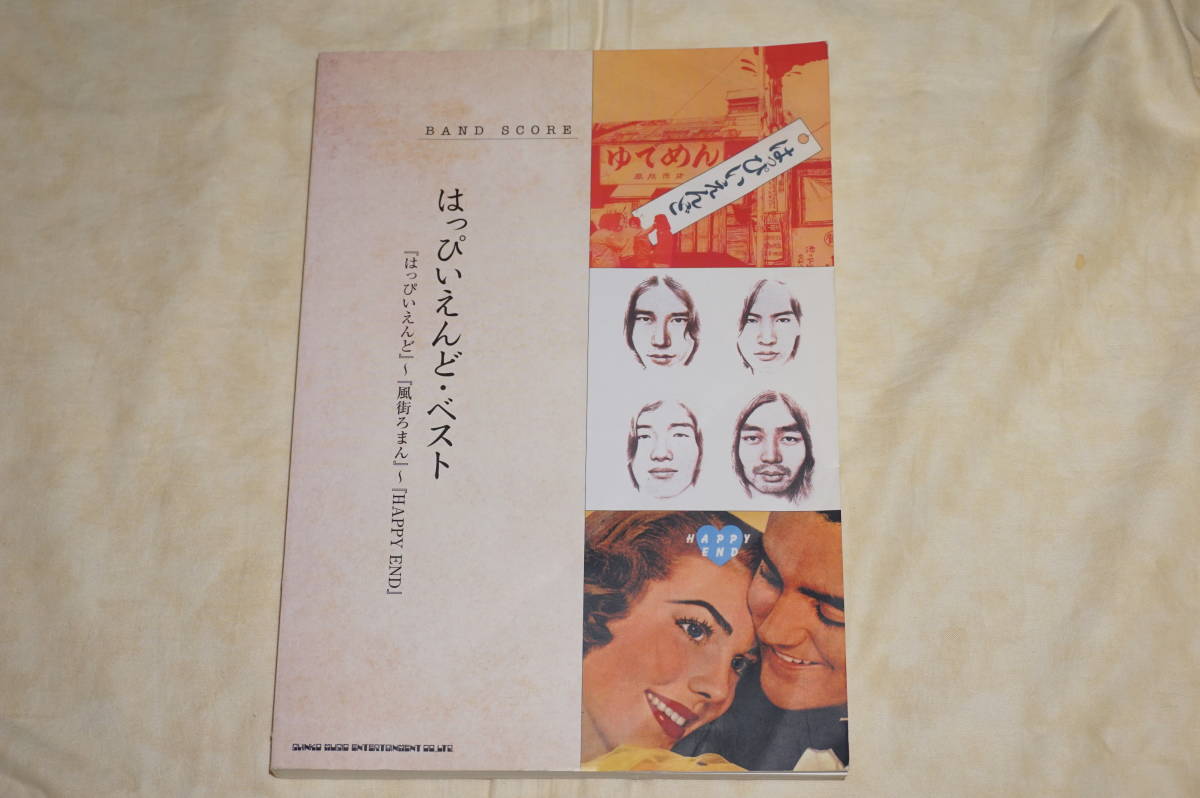 BAND SCORE
はっぴいえんど・ベスト
『はっぴいえんど』〜『風街ろまん』〜『HAPPY END』
SHINKO MUSIC ENTERTAINMENT CO.,LTD.
ゆでめん
はっぴいえんど
HAPPY
END